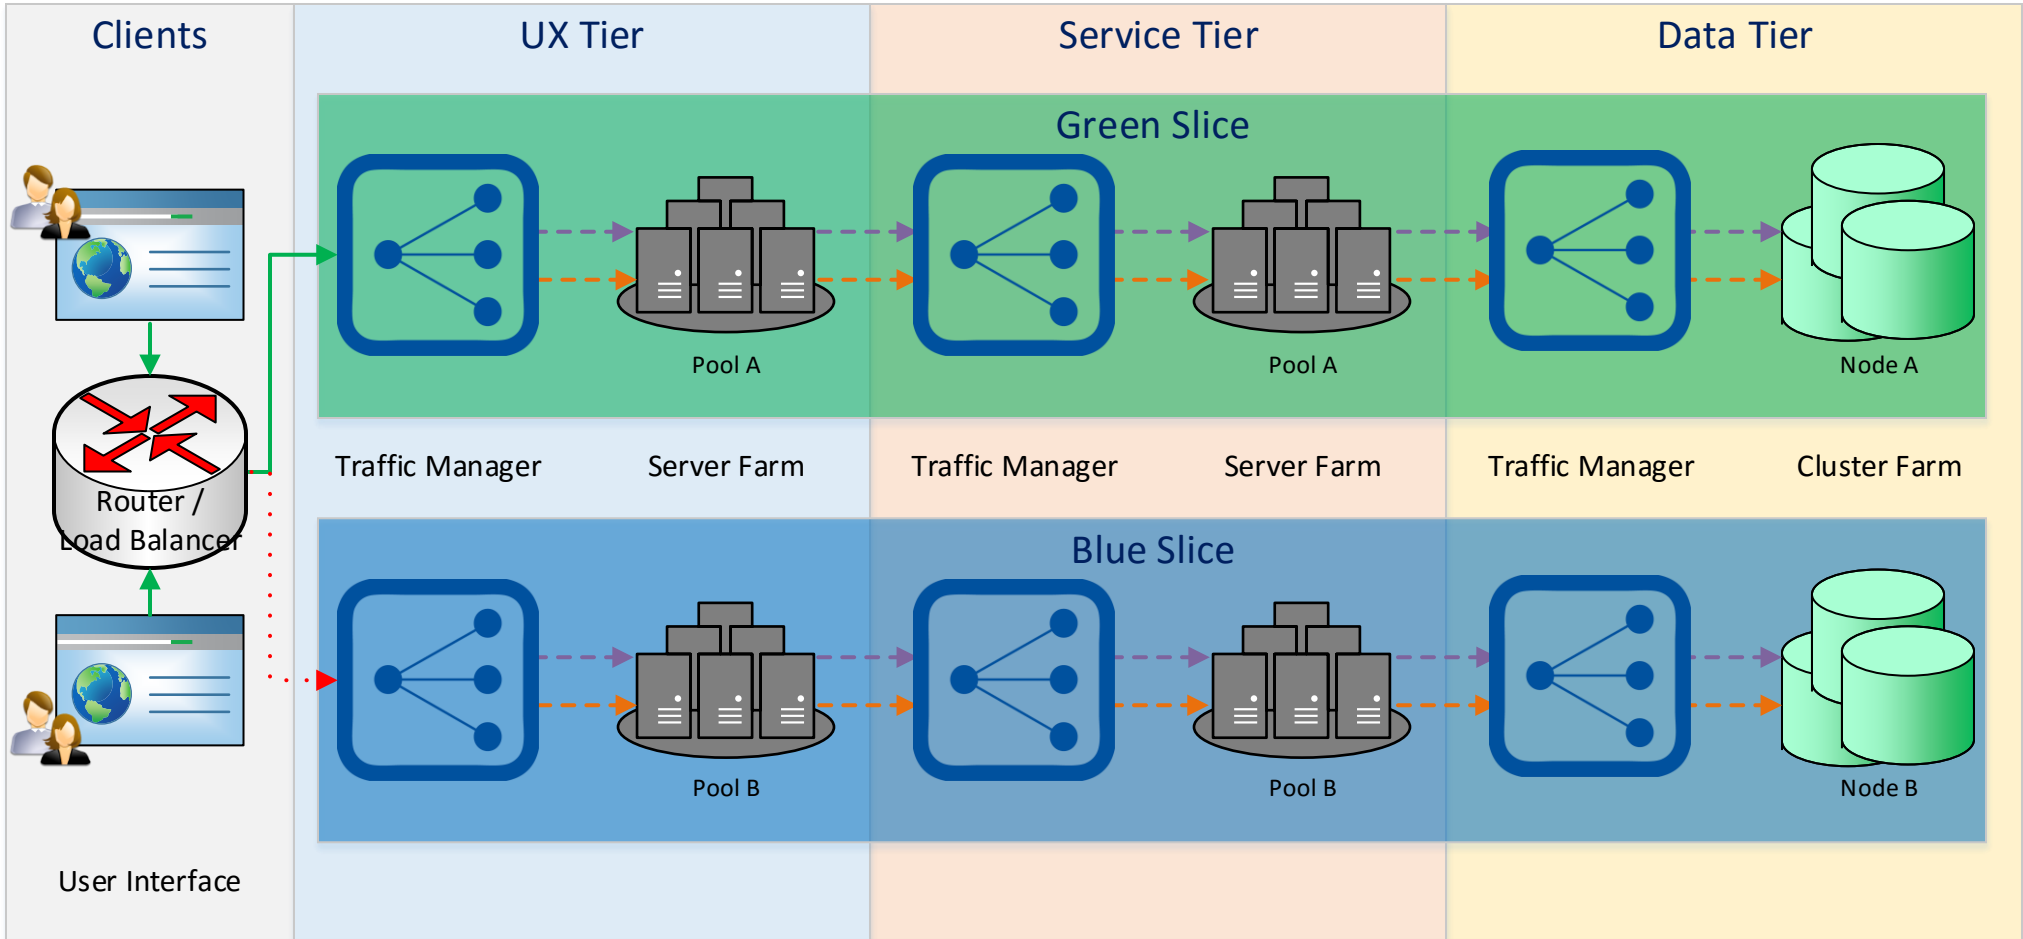 Clients
UX Tier
Service Tier
Data Tier
Green Slice
Pool A
Pool A
Node A
Traffic Manager
Server Farm
Traffic Manager
Server Farm
Traffic Manager
Cluster Farm
Router /
Load Balancer
Blue Slice
Pool B
Pool B
Node B
User Interface